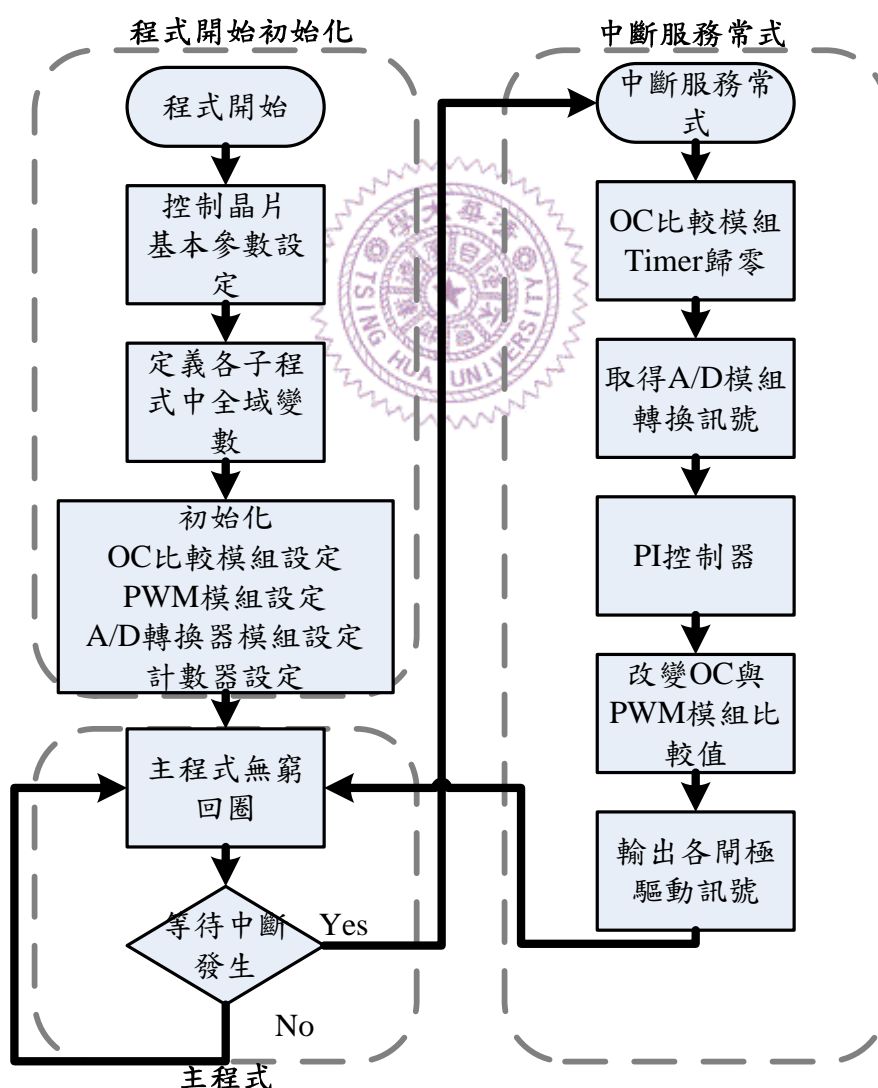 程式開始初始化
程式開始
控制晶片
基本參數設
定
定義各子程
式中全域變
數
初始化
OC比較模組設定
PWM模組設定
A/D轉換器模組設定
計數器設定
主程式無窮
回圈
等待中斷
發生
Yes
No
主程式
中斷服務常式
中斷服務常
式
OC比較模組
Timer歸零
取得A/D模組
轉換訊號
PI控制器
改變OC與
PWM模組比
較值
輸出各閘極
驅動訊號
TSING HUA UNIVERSITY